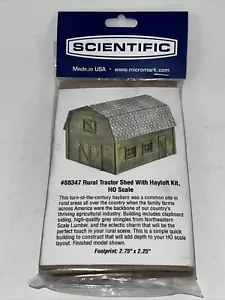 SCIENTIFIC
Made in USA • www.micromark.com
#88347 Rural Tractor Shed With Hayloft Kit,
HO Scale
This turn-of-the-century haybarn was a common site in
rural areas all over the country when the family farms
across America were the backbone of our country's
thriving agricultural industry. Building includes clapboard
siding, high-quality grey shingles from Northeastern
Scale Lumber, and the eclectic charm that will be the
perfect touch in your rural scene. This is a simple quick
building to construct that will add depth to your HO scale
layout. Finished model shown.
Footprint: 2.75" x 2.25"